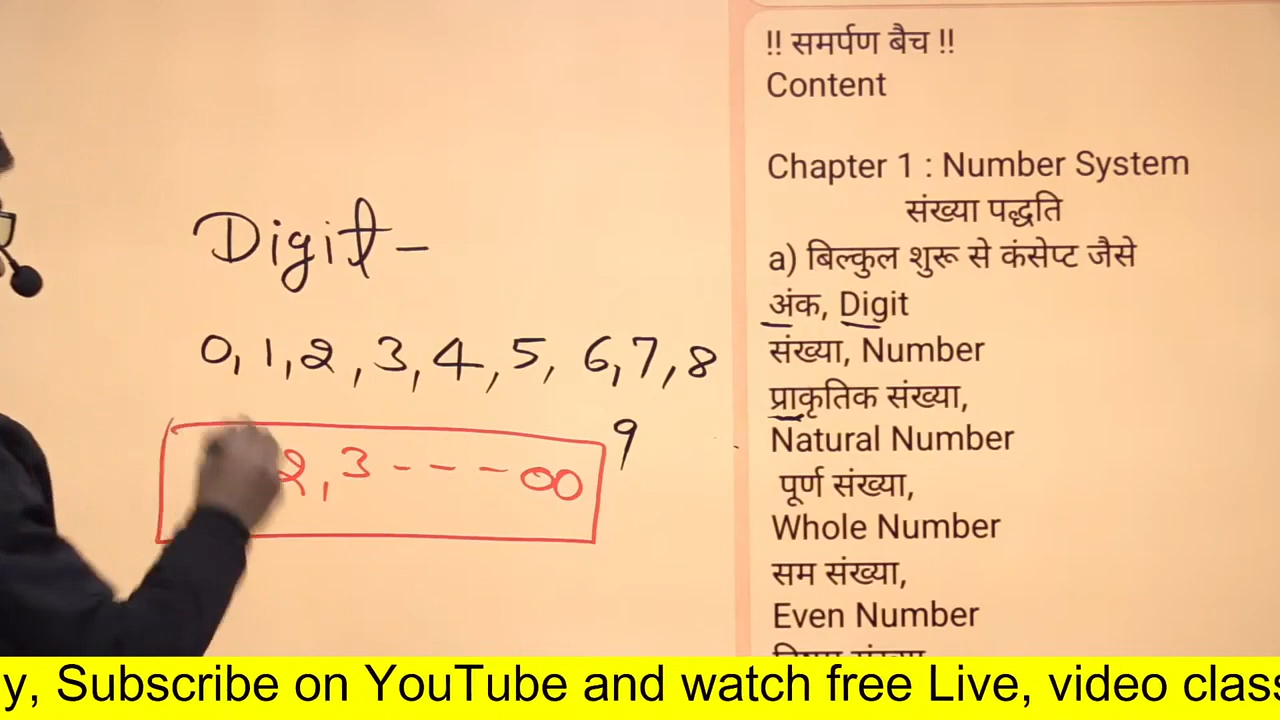 Digit-
0, 1, 2, 3, 4, 5, 6, 7, 8
9
2, 3 - - - - ∞
!! समर्पण बैच !!
Content
Chapter 1 : Number System
संख्या पद्धति
a) बिल्कुल शुरू से कंसेप्ट जैसे
अंक, Digit
संख्या, Number
प्राकृतिक संख्या,
Natural Number
पूर्ण संख्या,
Whole Number
सम संख्या,
Even Number
y, Subscribe on YouTube and watch free Live, video class